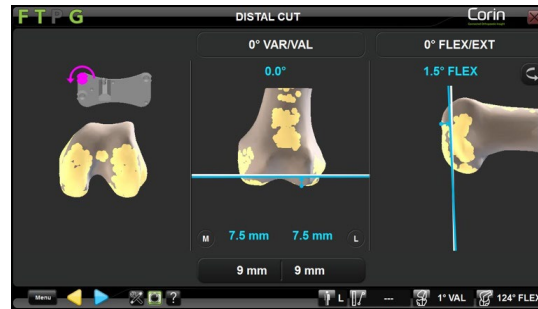 F T P G
DISTAL CUT
Corin
0° VAR/VAL
0° FLEX/EXT
0.0°
1.5° FLEX
M 7.5 mm 7.5 mm L
9 mm 9 mm
Menu ? L --- 1° VAL 124° FLEX